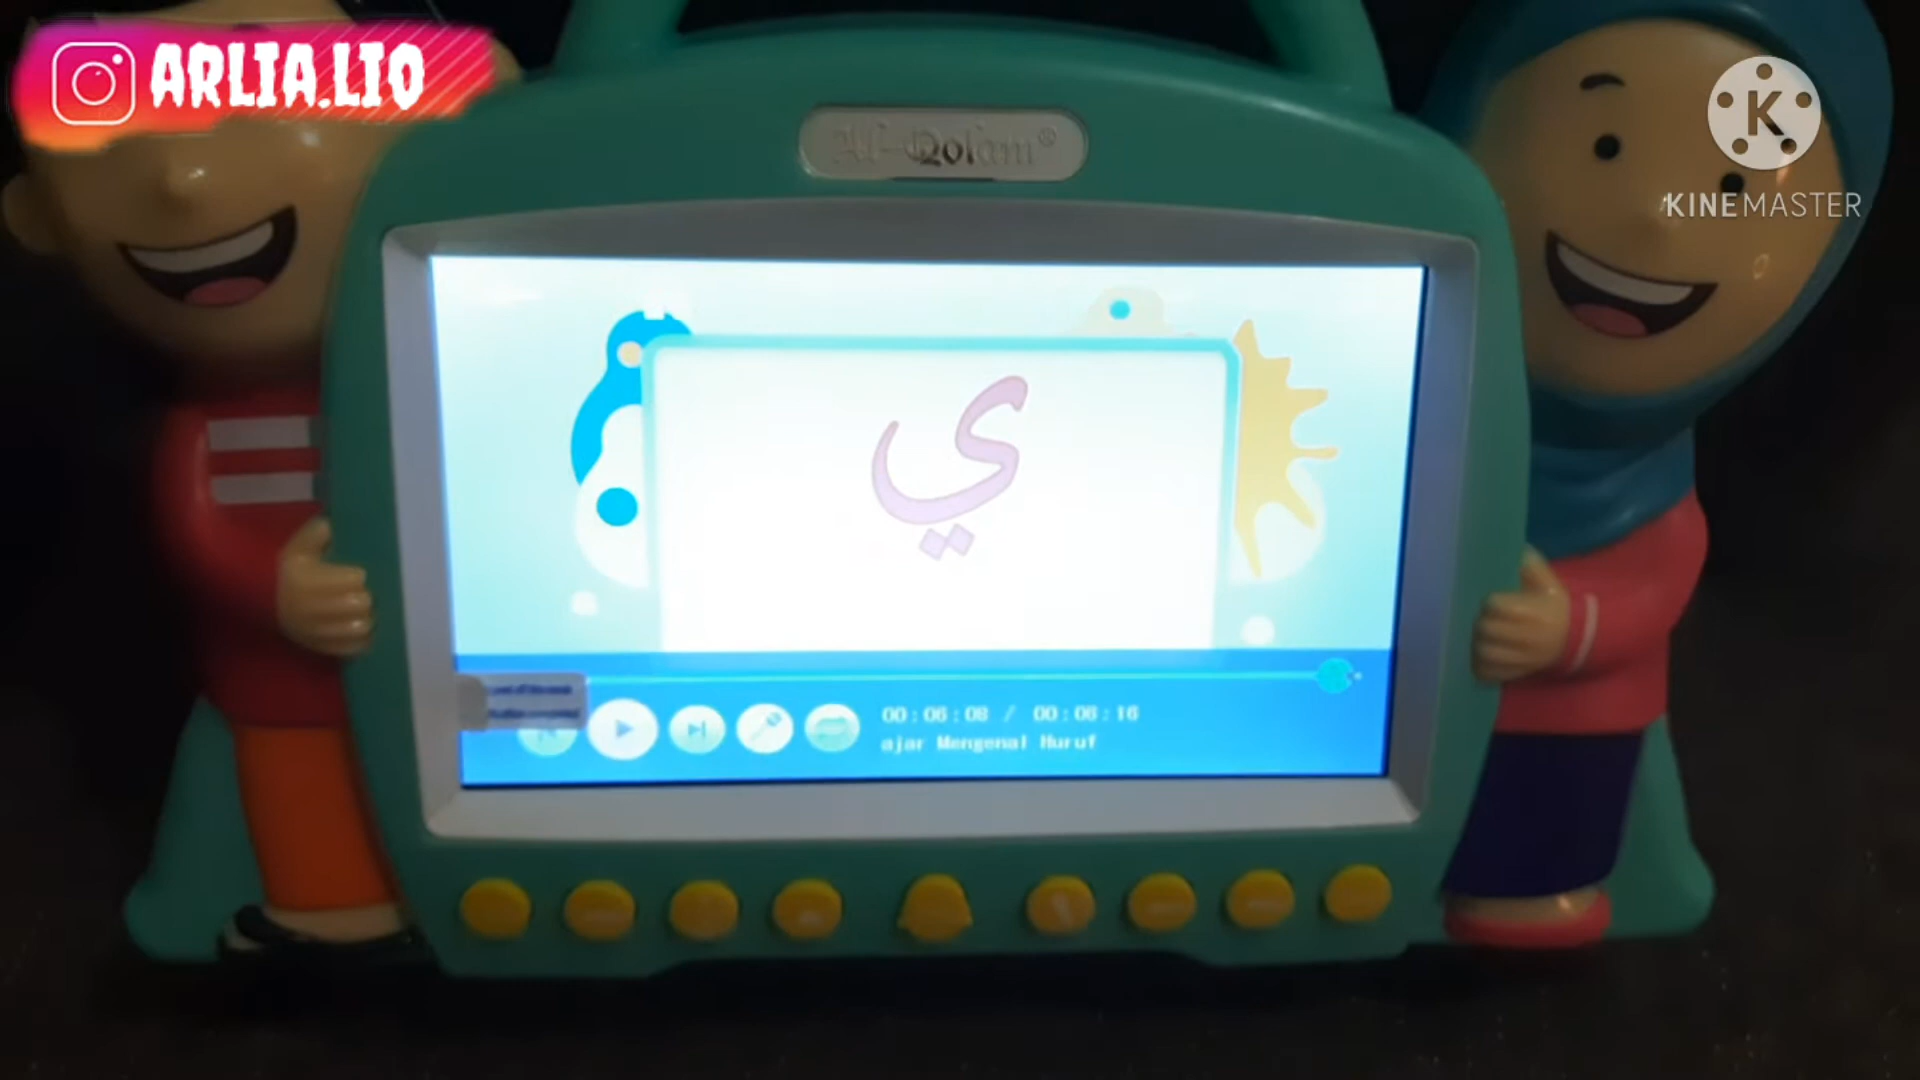 ARLIA.LIO
Al-Qolam®
K
KINEMASTER
ي
00:06:08 / 00:06:16
ajar Mengenal Huruf